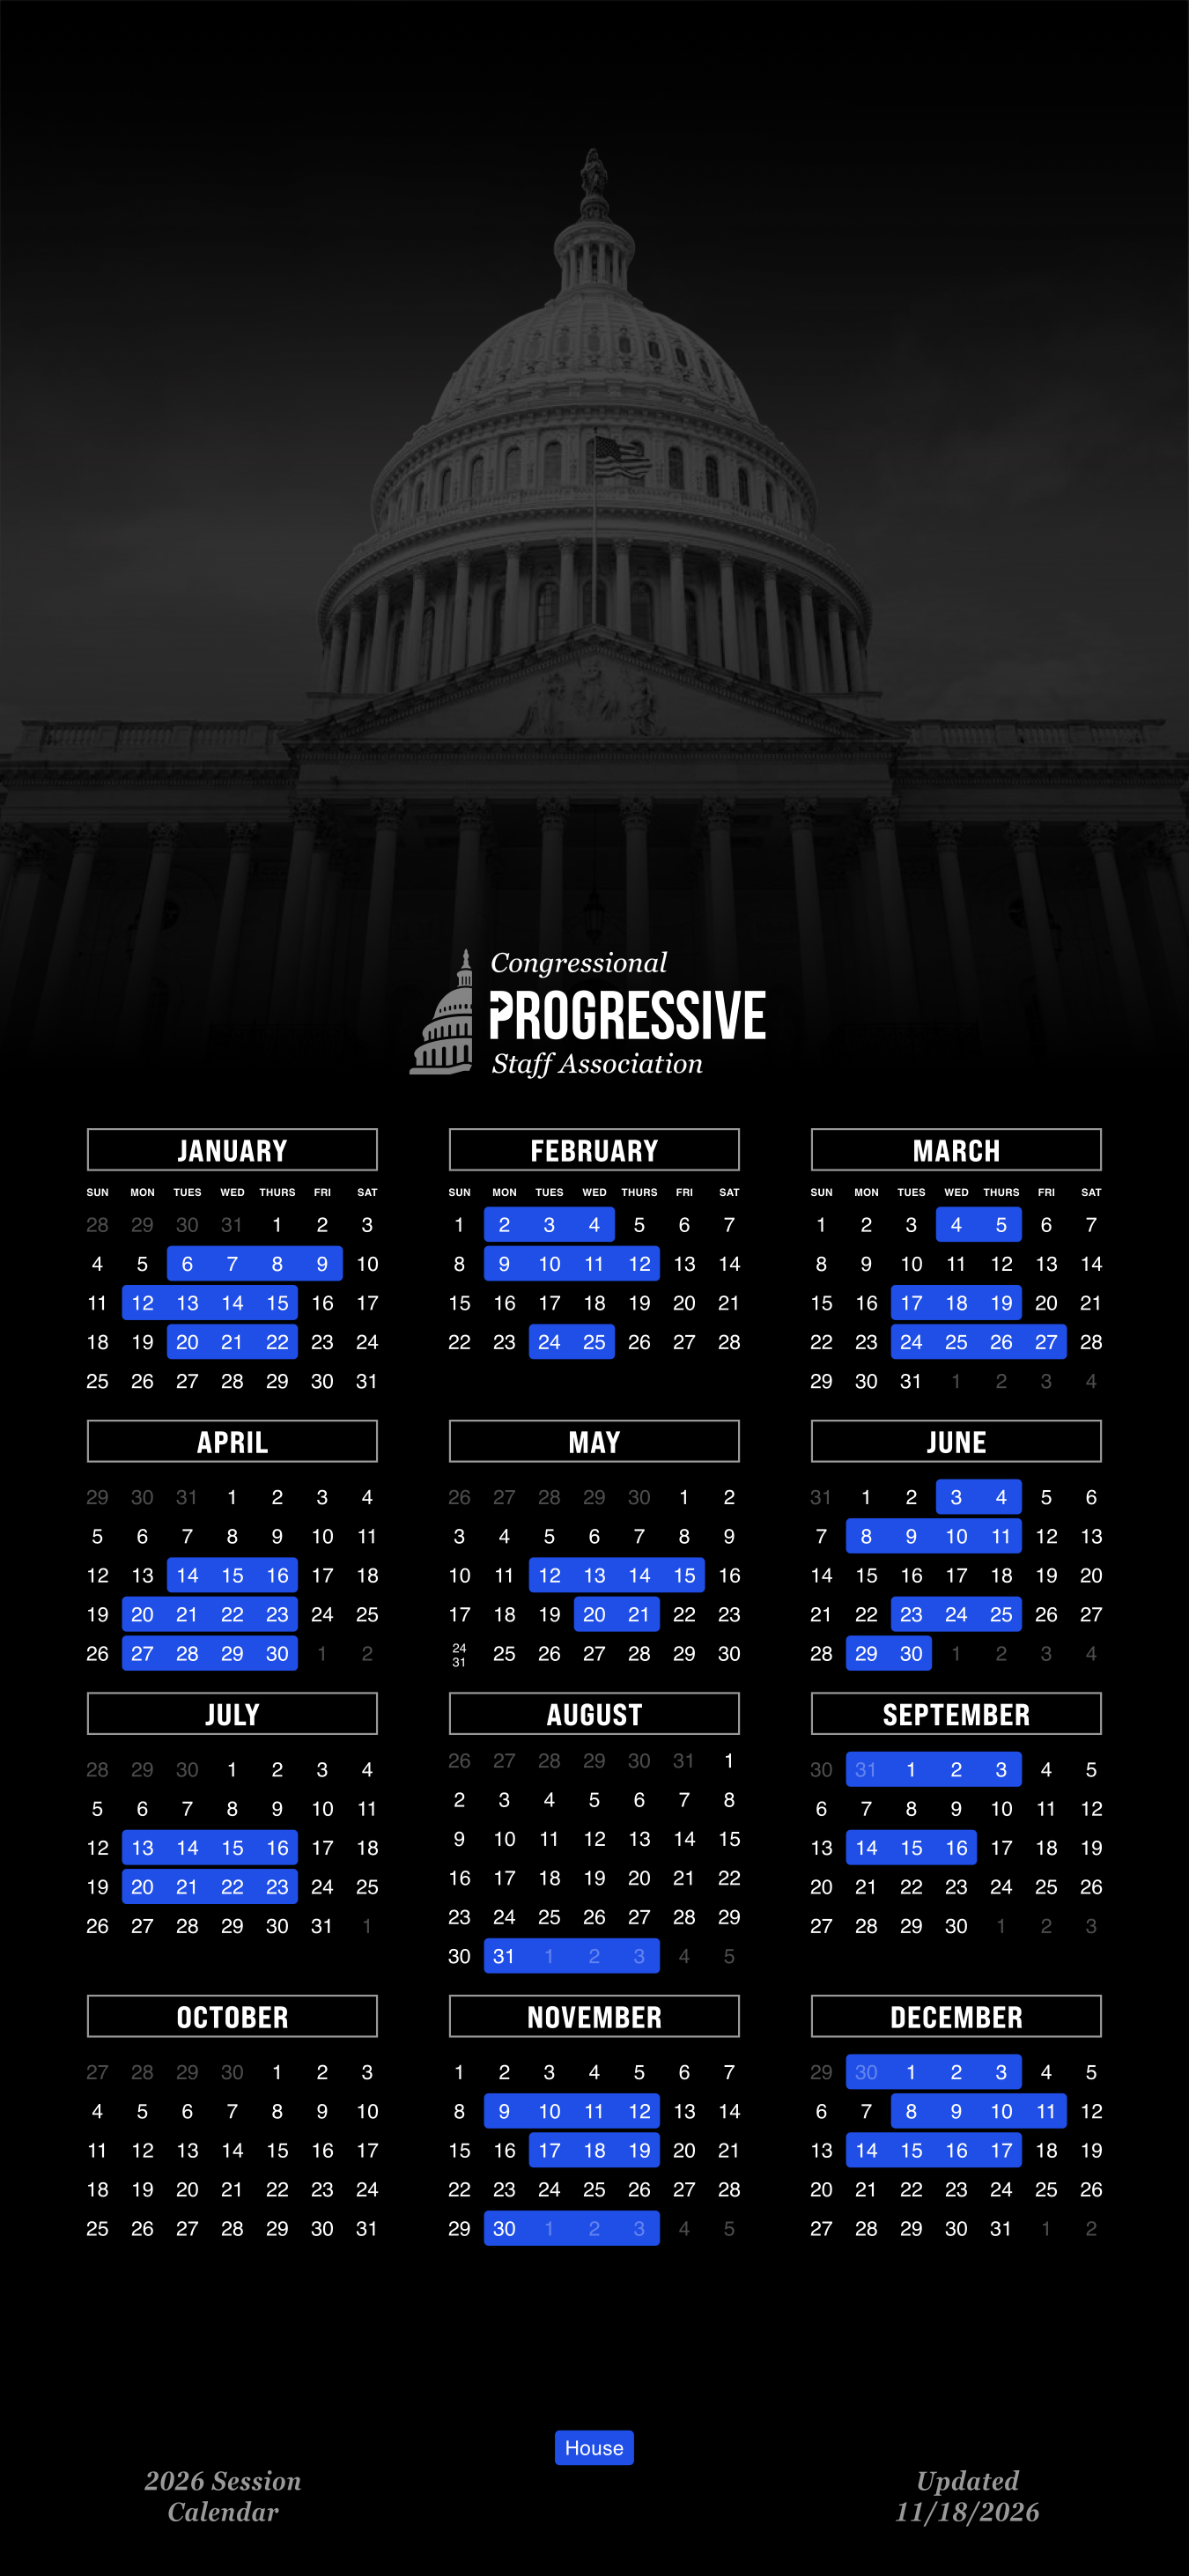 Congressional
PROGRESSIVE
Staff Association
JANUARY
SUN MON TUES WED THURS FRI SAT
28 29 30 31 1 2 3
4 5 6 7 8 9 10
11 12 13 14 15 16 17
18 19 20 21 22 23 24
25 26 27 28 29 30 31
FEBRUARY
SUN MON TUES WED THURS FRI SAT
1 2 3 4 5 6 7
8 9 10 11 12 13 14
15 16 17 18 19 20 21
22 23 24 25 26 27 28
MARCH
SUN MON TUES WED THURS FRI SAT
1 2 3 4 5 6 7
8 9 10 11 12 13 14
15 16 17 18 19 20 21
22 23 24 25 26 27 28
29 30 31 1 2 3 4
APRIL
29 30 31 1 2 3 4
5 6 7 8 9 10 11
12 13 14 15 16 17 18
19 20 21 22 23 24 25
26 27 28 29 30 1 2
MAY
26 27 28 29 30 1 2
3 4 5 6 7 8 9
10 11 12 13 14 15 16
17 18 19 20 21 22 23
24 31 25 26 27 28 29 30
JUNE
31 1 2 3 4 5 6
7 8 9 10 11 12 13
14 15 16 17 18 19 20
21 22 23 24 25 26 27
28 29 30 1 2 3 4
JULY
28 29 30 1 2 3 4
5 6 7 8 9 10 11
12 13 14 15 16 17 18
19 20 21 22 23 24 25
26 27 28 29 30 31 1
AUGUST
26 27 28 29 30 31 1
2 3 4 5 6 7 8
9 10 11 12 13 14 15
16 17 18 19 20 21 22
23 24 25 26 27 28 29
30 31 1 2 3 4 5
SEPTEMBER
30 31 1 2 3 4 5
6 7 8 9 10 11 12
13 14 15 16 17 18 19
20 21 22 23 24 25 26
27 28 29 30 1 2 3
OCTOBER
27 28 29 30 1 2 3
4 5 6 7 8 9 10
11 12 13 14 15 16 17
18 19 20 21 22 23 24
25 26 27 28 29 30 31
NOVEMBER
1 2 3 4 5 6 7
8 9 10 11 12 13 14
15 16 17 18 19 20 21
22 23 24 25 26 27 28
29 30 1 2 3 4 5
DECEMBER
29 30 1 2 3 4 5
6 7 8 9 10 11 12
13 14 15 16 17 18 19
20 21 22 23 24 25 26
27 28 29 30 31 1 2
House
2026 Session
Calendar
Updated
11/18/2026